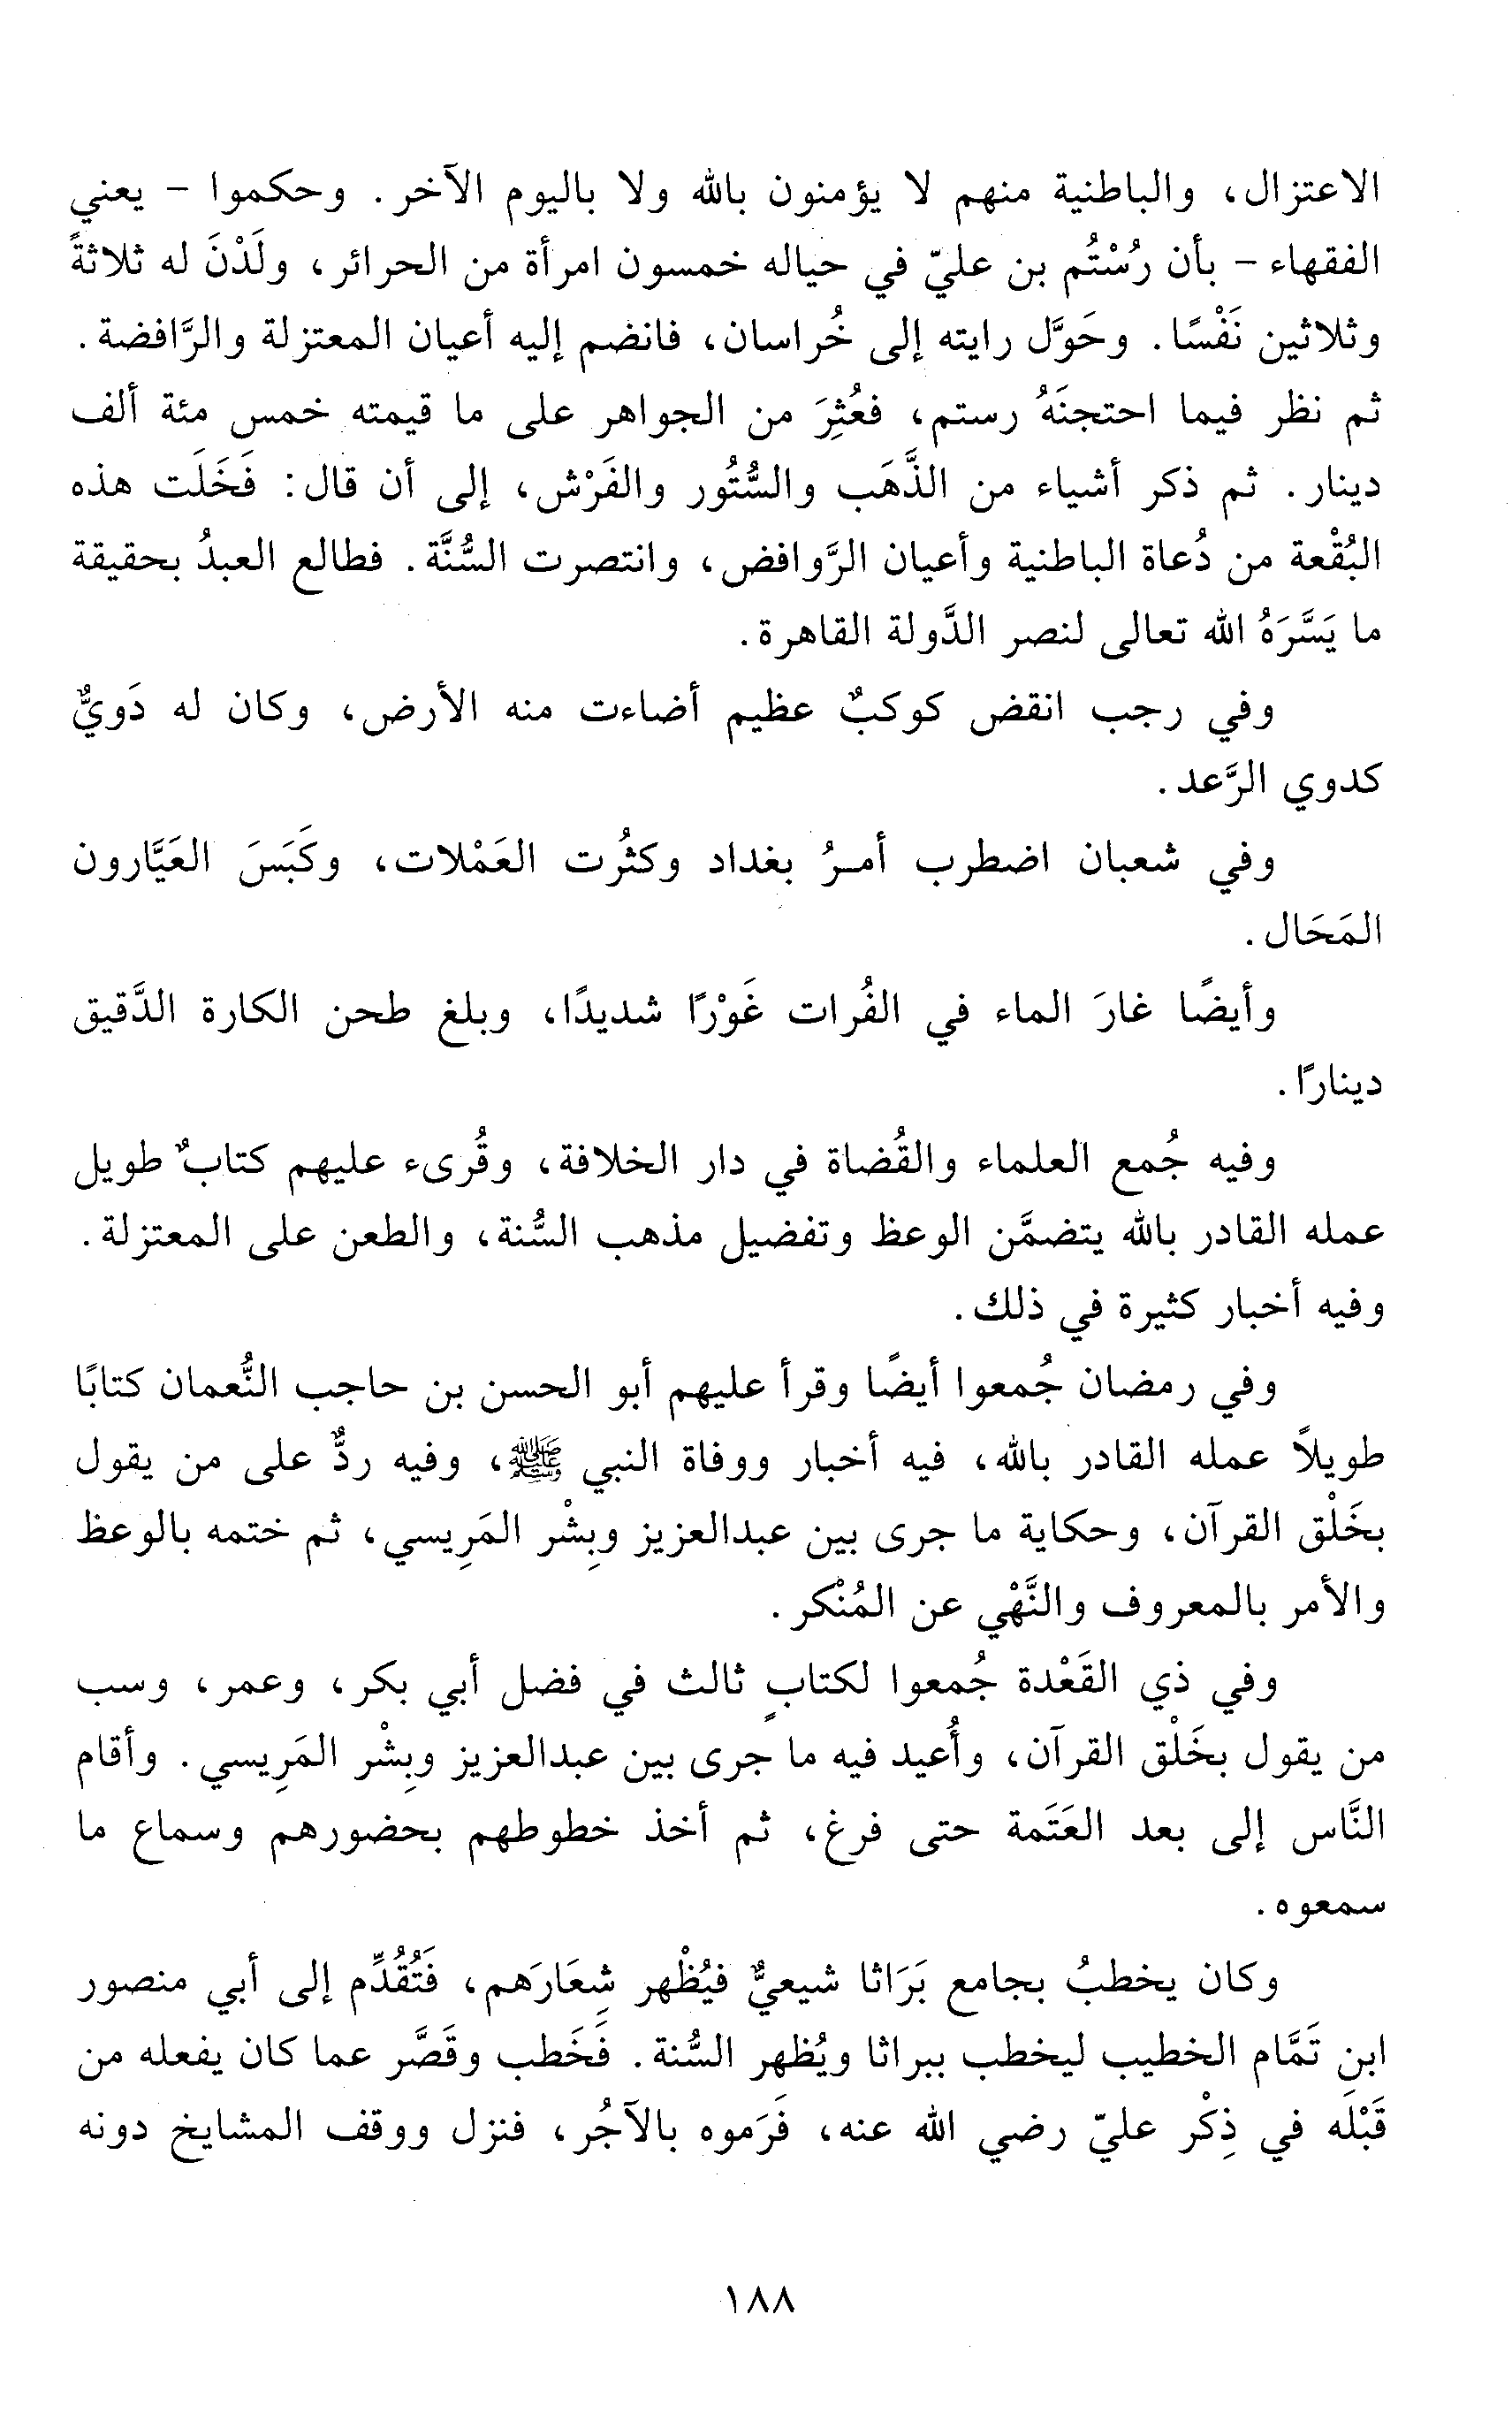 الاعتزال، والباطنية منهم لا يؤمنون بالله ولا باليوم الآخر. وحكموا - يعني
الفقهاء - بأن رُسْتُم بن عليّ في حياله خمسون امرأة من الحرائر، ولَدْنَ له ثلاثةً
وثلاثين نَفْسًا. وحَوَّل رايته إلى خُراسان، فانضم إليه أعيان المعتزلة والرَّافضة.
ثم نظر فيما احتجنَهُ رستم، فعُثِرَ من الجواهر على ما قيمته خمس مئة ألف
دينار. ثم ذكر أشياء من الذَّهَب والسُّتُور والفَرْش، إلى أن قال: فَخَلَت هذه
البُقْعة من دُعاة الباطنية وأعيان الرَّوافض، وانتصرت السُّنَّة. فطالع العبدُ بحقيقة
ما يَسَّرَهُ الله تعالى لنصر الدَّولة القاهرة.
وفي رجب انقض كوكبٌ عظيم أضاءت منه الأرض، وكان له دَويٌّ
كدوي الرَّعد.
وفي شعبان اضطرب أمـرُ بغداد وكثُرت العَمْلات، وكَبَسَ العَيَّارون
المَحَال.
وأيضًا غارَ الماء في الفُرات غَوْرًا شديدًا، وبلغ طحن الكارة الدَّقيق
دينارًا.
وفيه جُمع العلماء والقُضاة في دار الخلافة، وقُرىء عليهم كتابٌ طويل
عمله القادر بالله يتضمَّن الوعظ وتفضيل مذهب السُّنة، والطعن على المعتزلة.
وفيه أخبار كثيرة في ذلك.
وفي رمضان جُمعوا أيضًا وقرأ عليهم أبو الحسن بن حاجب النُّعمان كتابًا
طويلاً عمله القادر بالله، فيه أخبار ووفاة النبي ﷺ، وفيه ردٌّ على من يقول
بخَلْق القرآن، وحكاية ما جرى بين عبدالعزيز وبِشْر المَرِيسي، ثم ختمه بالوعظ
والأمر بالمعروف والنَّهْي عن المُنْكر.
وفي ذي القَعْدة جُمعوا لكتابٍ ثالث في فضل أبي بكر، وعمر، وسب
من يقول بخَلْق القرآن، وأُعيد فيه ما جرى بين عبدالعزيز وبِشْر المَرِيسي. وأقام
النَّاس إلى بعد العَتَمة حتى فرغ، ثم أخذ خطوطهم بحضورهم وسماع ما
سمعوه.
وكان يخطبُ بجامع بَرَاثا شيعيٌّ فيُظْهر شِعَارَهم، فَتُقُدِّم إلى أبي منصور
ابن تَمَّام الخطيب ليخطب ببراثا ويُظهر السُّنة. فَخَطب وقَصَّر عما كان يفعله من
قَبْلَه في ذِكْر عليّ رضي الله عنه، فَرَموه بالآجُر، فنزل ووقف المشايخ دونه
١٨٨